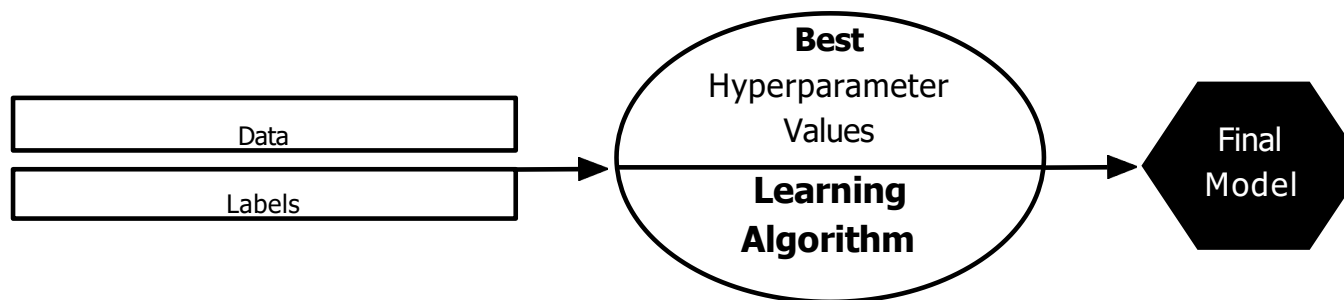 Data
Labels
Best
Hyperparameter
Values
Learning
Algorithm
Final
Model